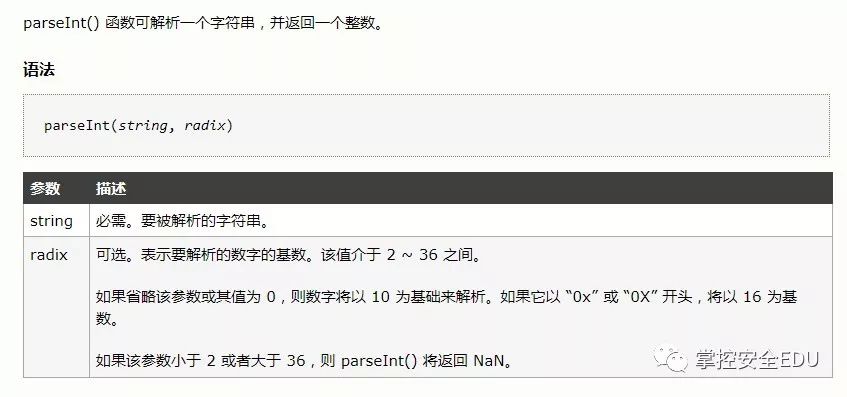 parseInt() 函数可解析一个字符串，并返回一个整数。
语法
parseInt(string, radix)
参数 描述
string 必需。要被解析的字符串。
radix 可选。表示要解析的数字的基数。该值介于 2 ~ 36 之间。
如果省略该参数或其值为 0，则数字将以 10 为基础来解析。如果它以 “0x” 或 “0X” 开头，将以 16 为基
数。
如果该参数小于 2 或者大于 36，则 parseInt() 将返回 NaN。
掌控安全EDU